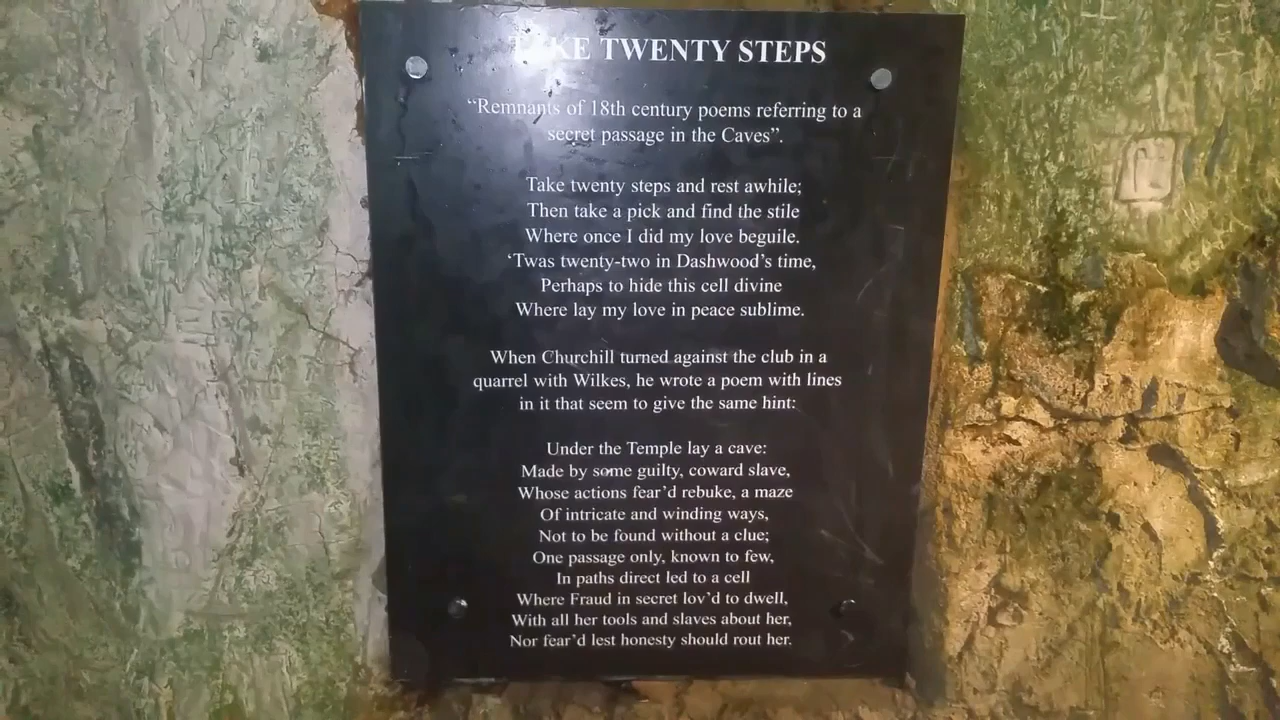 TAKE TWENTY STEPS
“Remnants of 18th century poems referring to a
secret passage in the Caves”.
Take twenty steps and rest awhile;
Then take a pick and find the stile
Where once I did my love beguile.
‘Twas twenty-two in Dashwood’s time,
Perhaps to hide this cell divine
Where lay my love in peace sublime.
When Churchill turned against the club in a
quarrel with Wilkes, he wrote a poem with lines
in it that seem to give the same hint:
Under the Temple lay a cave:
Made by some guilty, coward slave,
Whose actions fear’d rebuke, a maze
Of intricate and winding ways,
Not to be found without a clue;
One passage only, known to few,
In paths direct led to a cell
Where Fraud in secret lov’d to dwell,
With all her tools and slaves about her,
Nor fear’d lest honesty should rout her.